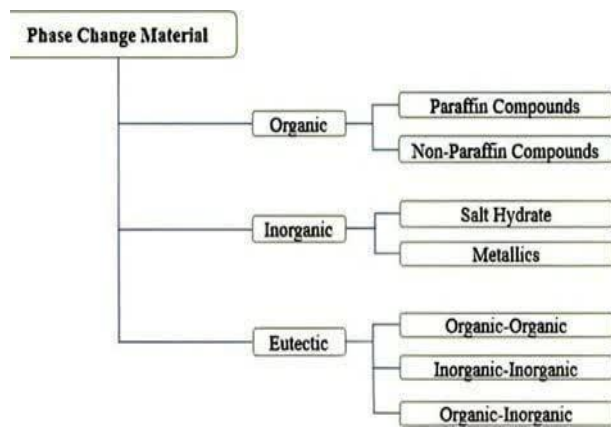 Phase Change Material
Organic
Paraffin Compounds
Non-Paraffin Compounds
Inorganic
Salt Hydrate
Metallics
Eutectic
Organic-Organic
Inorganic-Inorganic
Organic-Inorganic